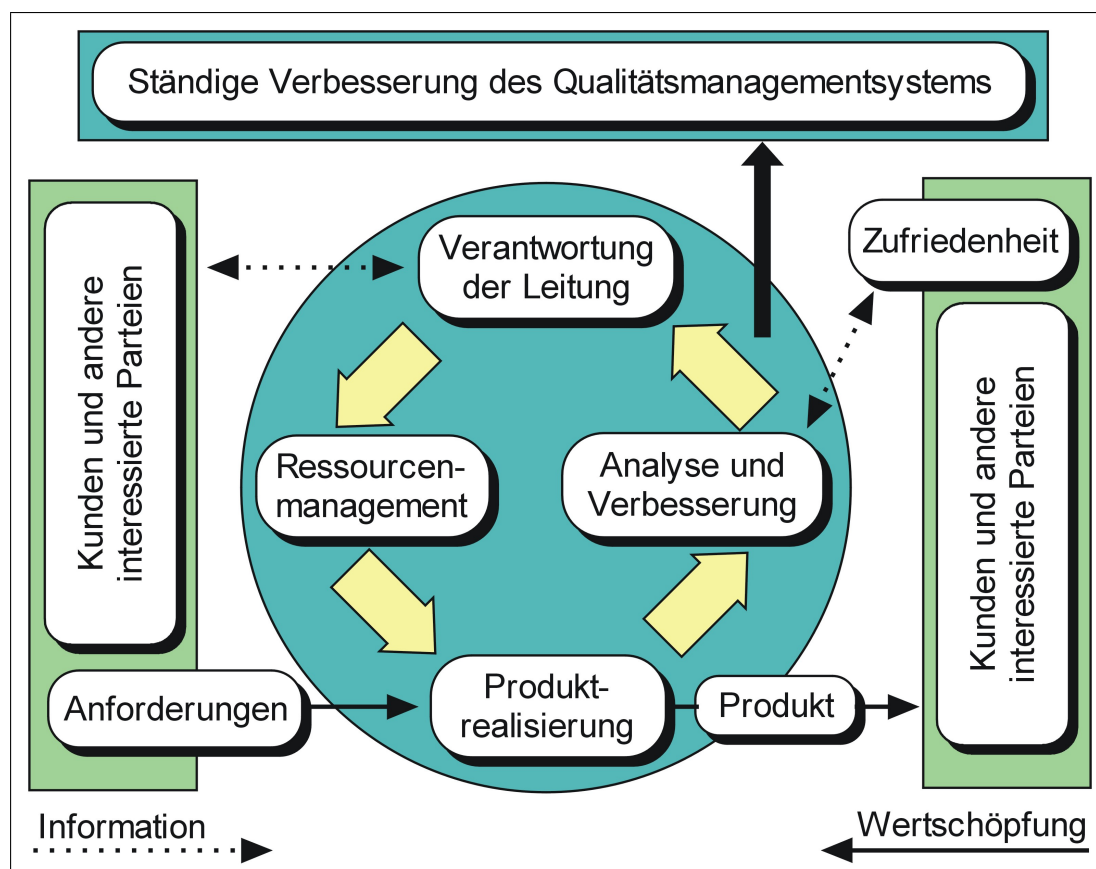 Ständige Verbesserung des Qualitätsmanagementsystems
Kunden und andere
interessierte Parteien
Verantwortung
der Leitung
Zufriedenheit
Ressourcen-
management
Analyse und
Verbesserung
Kunden und andere
interessierte Parteien
Anforderungen
Produkt-
realisierung
Produkt
Information
Wertschöpfung